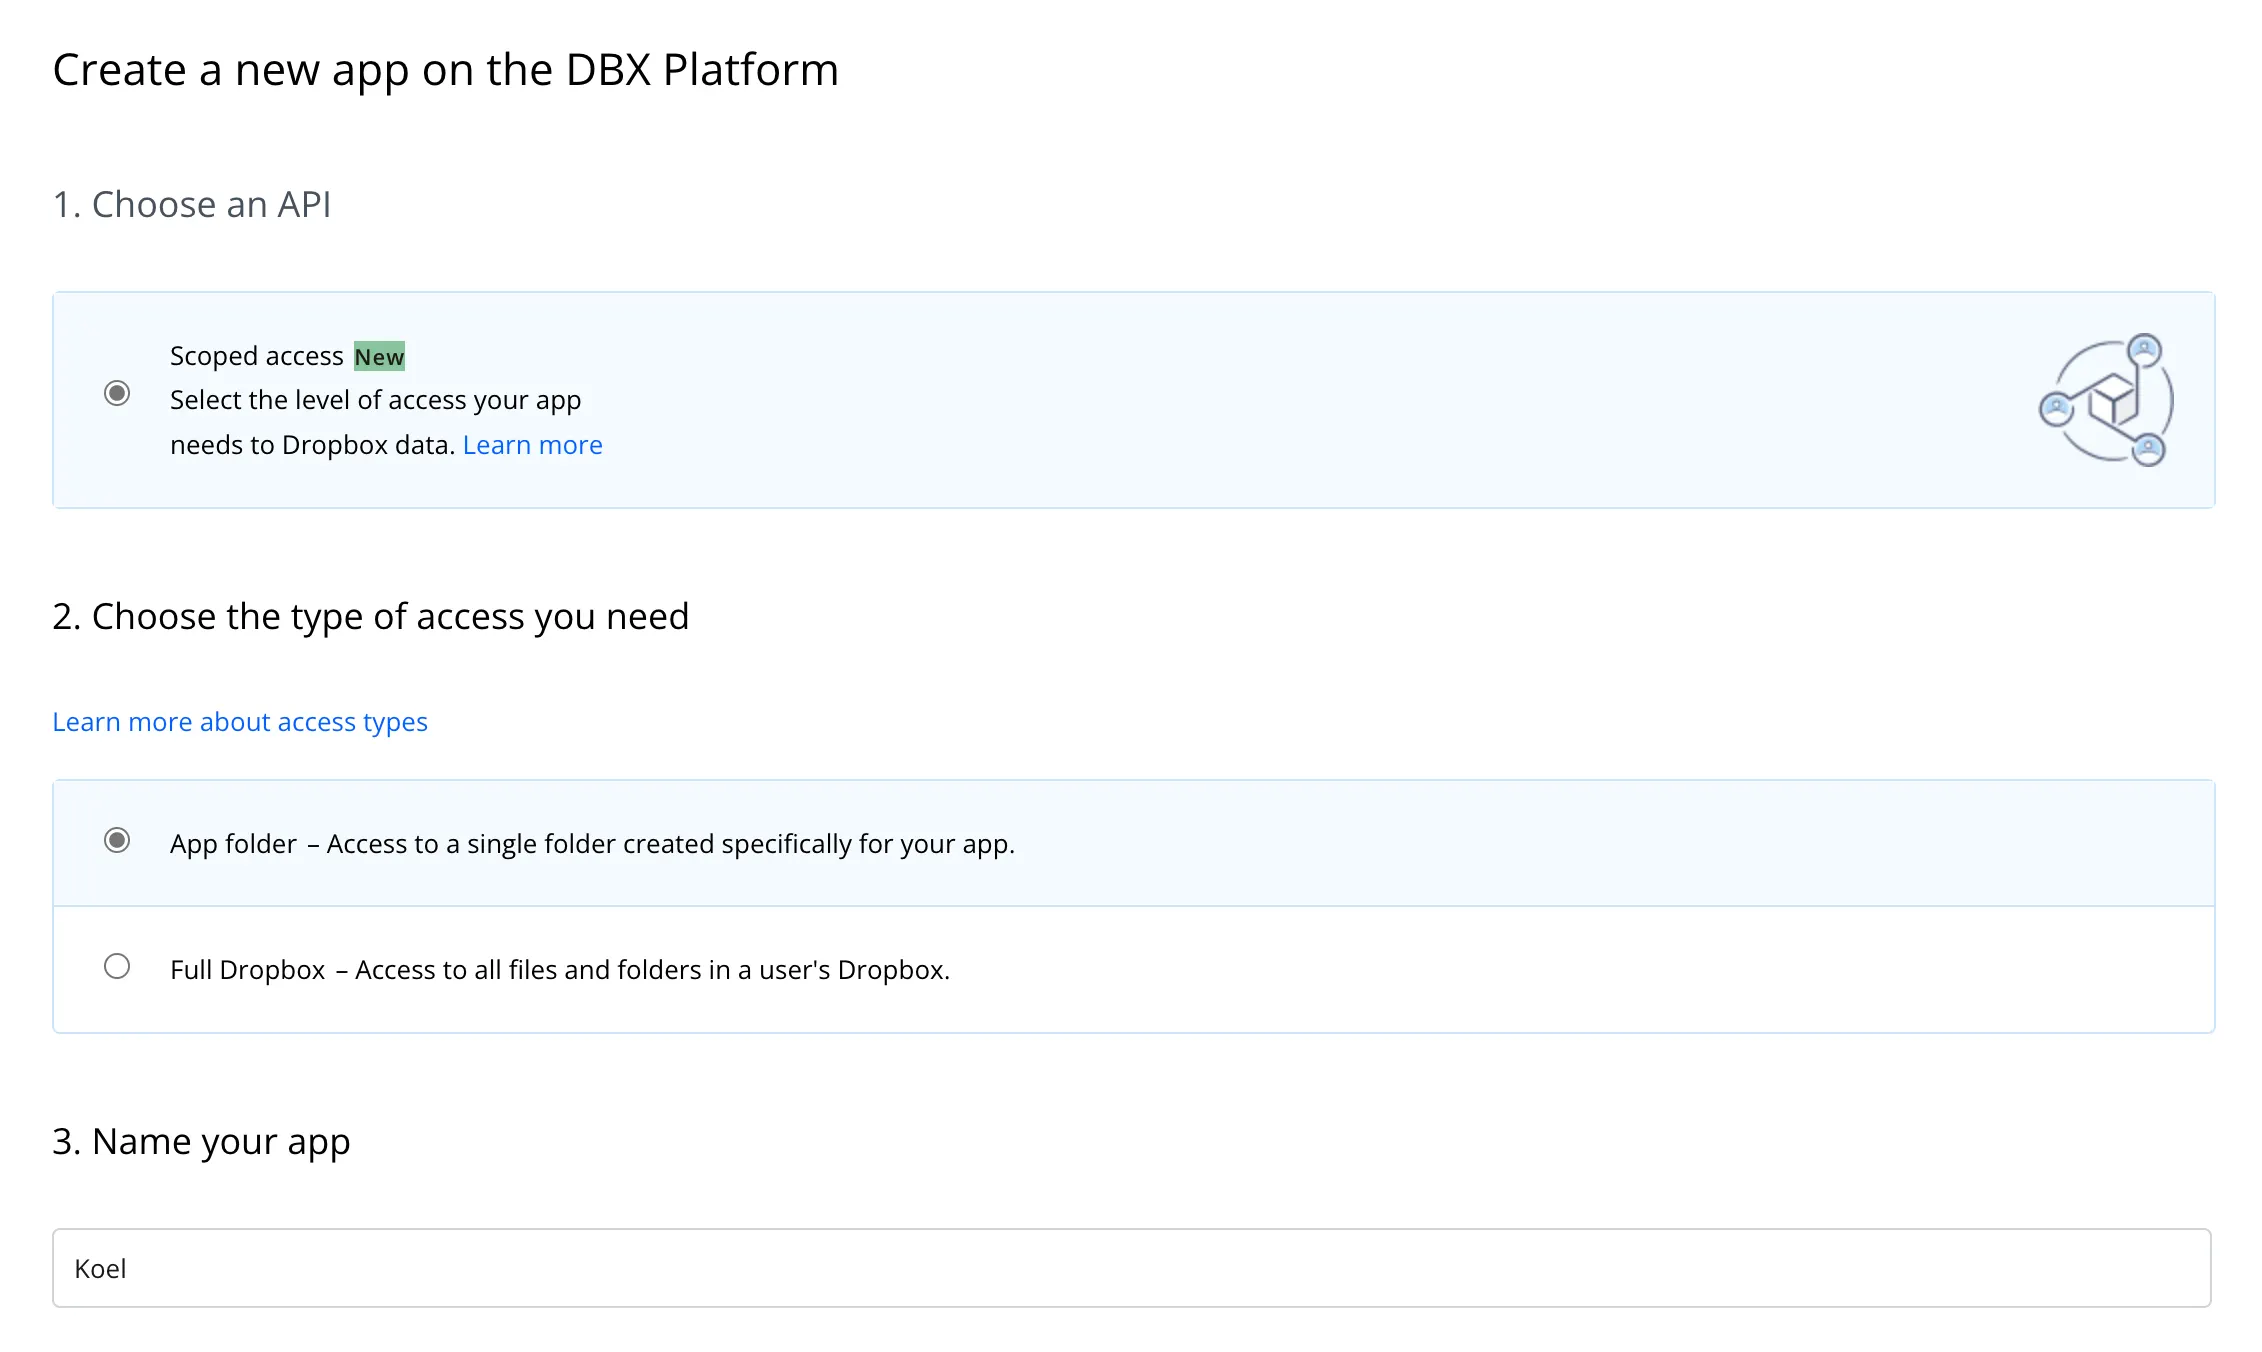 Create a new app on the DBX Platform
1. Choose an API
Scoped access New
Select the level of access your app
needs to Dropbox data. Learn more
2. Choose the type of access you need
Learn more about access types
App folder – Access to a single folder created specifically for your app.
Full Dropbox – Access to all files and folders in a user's Dropbox.
3. Name your app
Koel